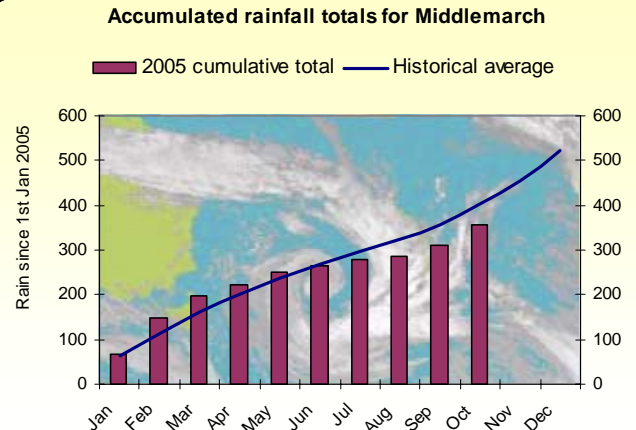 Accumulated rainfall totals for Middlemarch
2005 cumulative total Historical average
Rain since 1st Jan 2005
600 600
500 500
400 400
300 300
200 200
100 100
0 0
Jan Feb Mar Apr May Jun Jul Aug Sep Oct Nov Dec